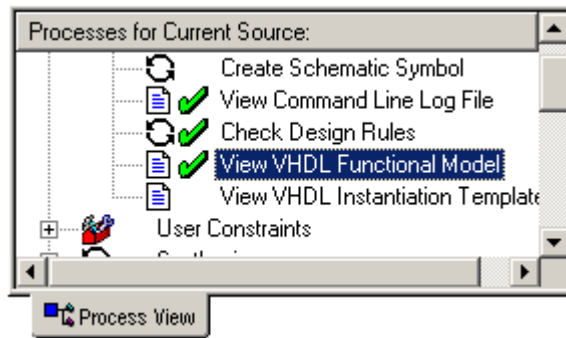 Processes for Current Source:
Create Schematic Symbol
View Command Line Log File
Check Design Rules
View VHDL Functional Model
View VHDL Instantiation Template
User Constraints
Process View